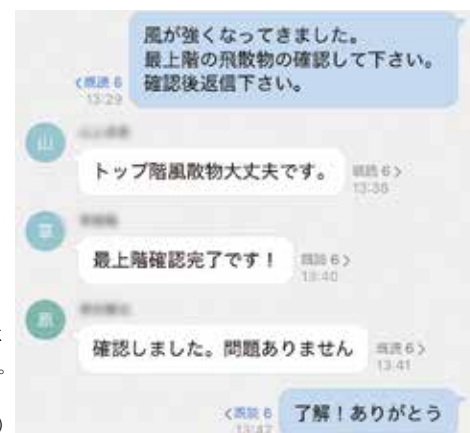 風が強くなってきました。
最上階の飛散物の確認して下さい。
確認後返信下さい。
<既読 6
13:29
山
トップ階風散物大丈夫です。
既読 6>
13:35
最上階確認完了です！
既読 6>
13:40
原
確認しました。問題ありません
既読 6>
13:41
。
)
<既読 6
13:42
了解！ありがとう